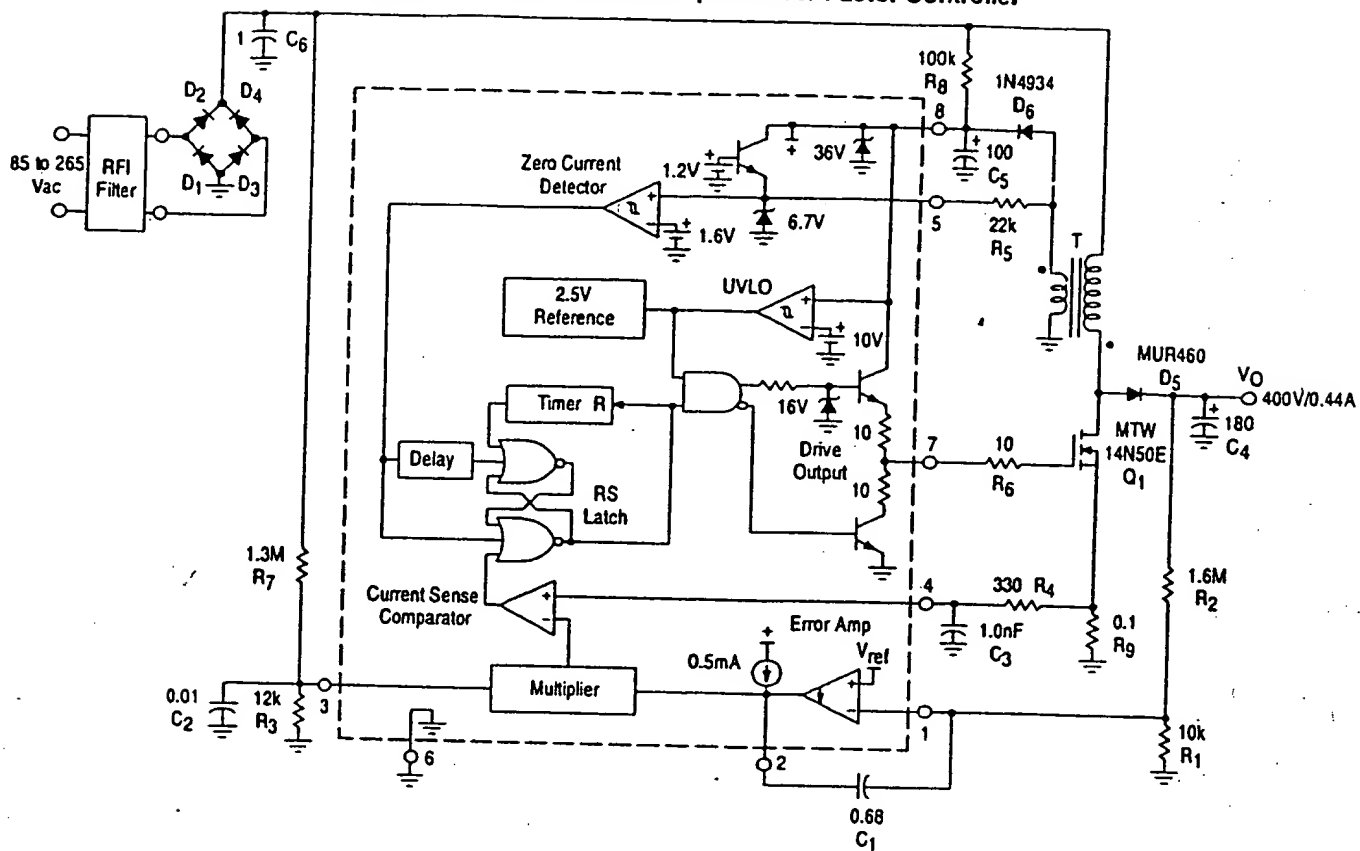 Factor Controller
1
C6
D2
D4
D1
D3
85 to 265
Vac
RFI
Filter
100k
R8
1N4934
D6
8
100
C5
36V
1.2V
Zero Current
Detector
6.7V
1.6V
5
22k
R5
T
2.5V
Reference
UVLO
10V
MUR460
D5
VO
400V/0.44A
180
C4
Timer R
16V
10
Drive
Output
10
7
10
R6
MTW
14N50E
Q1
Delay
RS
Latch
1.3M
R7
Current Sense
Comparator
4
330 R4
1.0nF
C3
0.1
R9
1.6M
R2
Error Amp
0.5mA
Vref
Multiplier
0.01
C2
12k
R3
3
6
2
1
10k
R1
0.68
C1